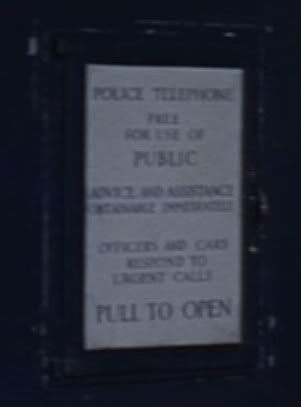 POLICE TELEPHONE
FREE
FOR USE OF
PUBLIC
ADVICE AND ASSISTANCE
OBTAINABLE IMMEDIATELY
OFFICERS AND CARS
RESPOND TO
URGENT CALLS
PULL TO OPEN